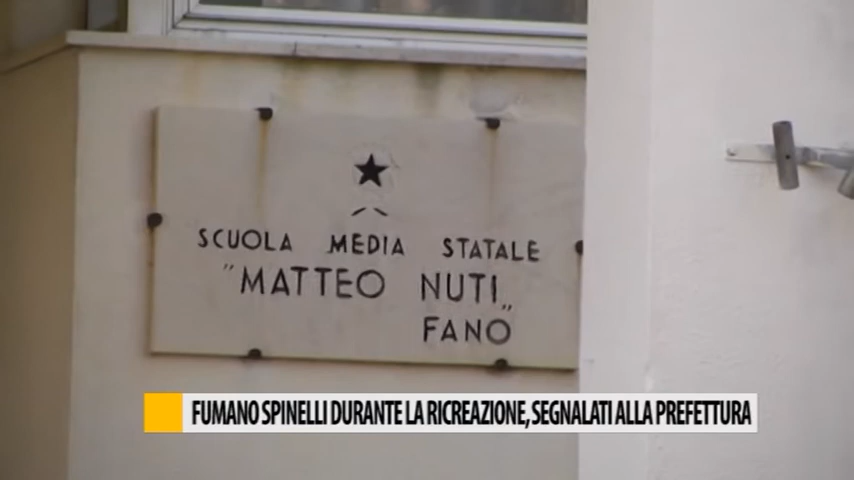 SCUOLA MEDIA STATALE
"MATTEO NUTI„
FANO
FUMANO SPINELLI DURANTE LA RICREAZIONE, SEGNALATI ALLA PREFETTURA